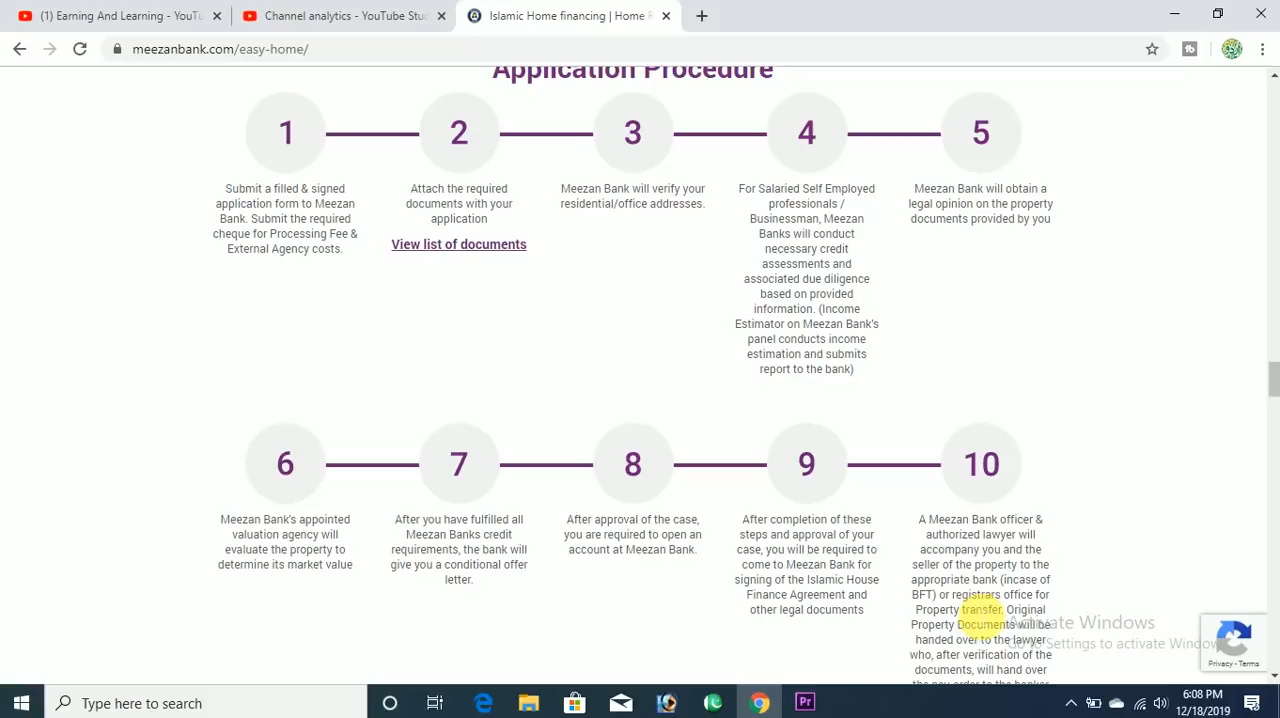 (1) Earning And Learning - YouTu
Channel analytics - YouTube Stud
Islamic Home financing | Home R
meezanbank.com/easy-home/
Application Procedure
1
2
3
4
5
Submit a filled & signed
application form to Meezan
Bank. Submit the required
cheque for Processing Fee &
External Agency costs.
Attach the required
documents with your
application
View list of documents
Meezan Bank will verify your
residential/office addresses.
For Salaried Self Employed
professionals /
Businessman, Meezan
Banks will conduct
necessary credit
assessments and
associated due diligence
based on provided
information. (Income
Estimator on Meezan Bank's
panel conducts income
estimation and submits
report to the bank)
Meezan Bank will obtain a
legal opinion on the property
documents provided by you
6
7
8
9
10
Meezan Bank's appointed
valuation agency will
evaluate the property to
determine its market value
After you have fulfilled all
Meezan Banks credit
requirements, the bank will
give you a conditional offer
letter.
After approval of the case,
you are required to open an
account at Meezan Bank.
After completion of these
steps and approval of your
case, you will be required to
come to Meezan Bank for
signing of the Islamic House
Finance Agreement and
other legal documents
A Meezan Bank officer &
authorized lawyer will
accompany you and the
seller of the property to the
appropriate bank (incase of
BFT) or registrars office for
Property transfer. Original
Property Documents will be
handed over to the lawyer
who, after verification of the
documents, will hand over
the pay order to the banker
Activate Windows
Go to Settings to activate Windows.
Privacy - Terms
Type here to search
Pr
6:08 PM
12/18/2019